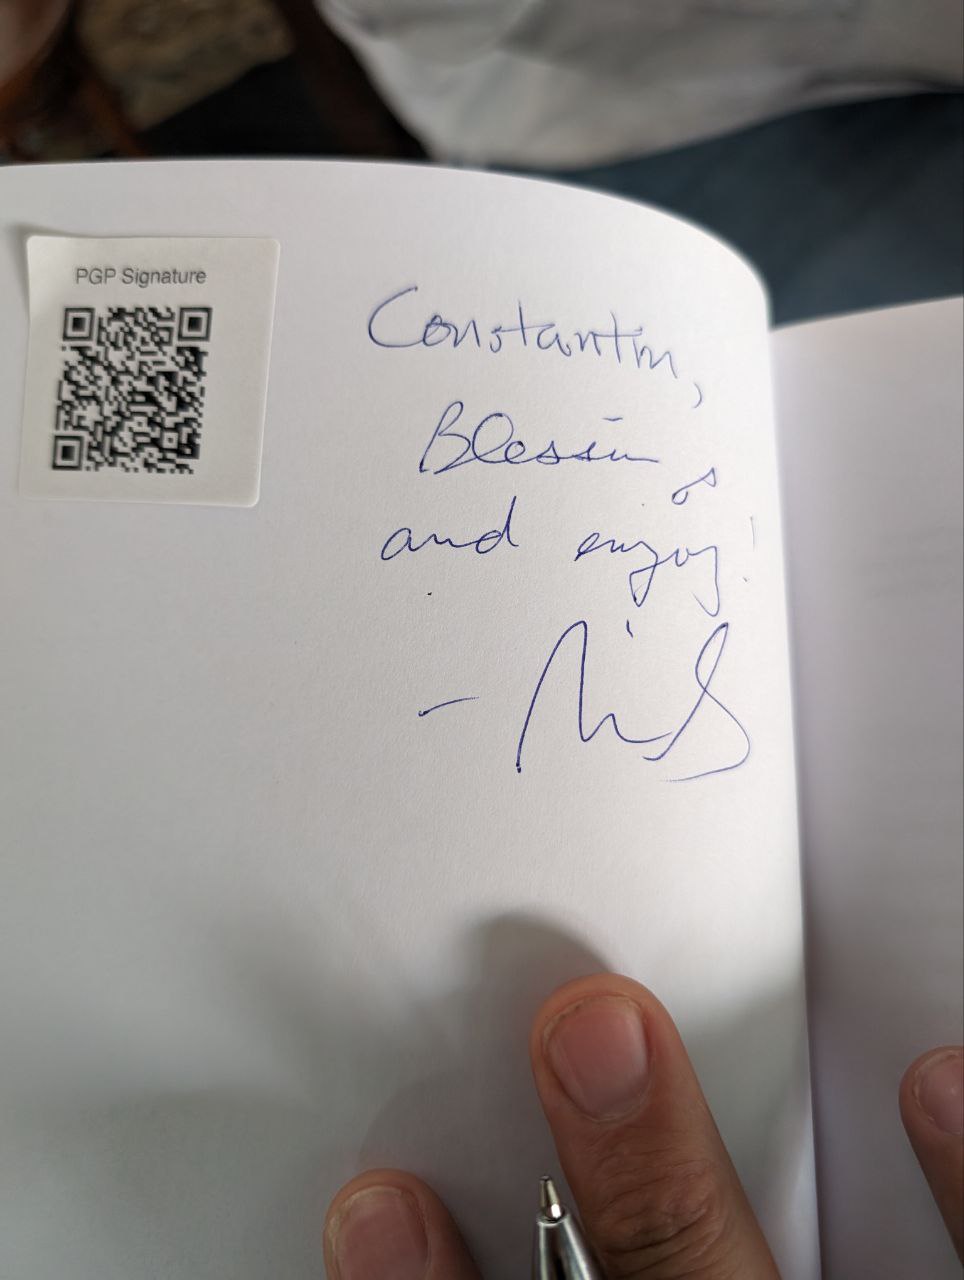 PGP Signature
Constantin,
Blessings
and enjoy!